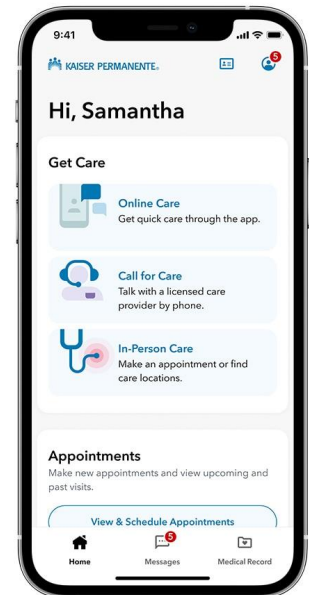 9:41
KAISER PERMANENTE®
5
Hi, Samantha
Get Care
Online Care
Get quick care through the app.
Call for Care
Talk with a licensed care
provider by phone.
In-Person Care
Make an appointment or find
care locations.
Appointments
Make new appointments and view upcoming and
past visits.
View & Schedule Appointments
5
Home
Messages
Medical Record